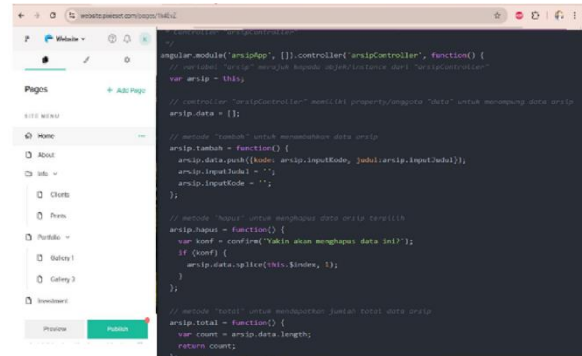 website.pixieset.com/pages/
Website
Pages
+ Add Page
SITE MENU
Home
About
Info
Clients
Press
Portfolio
Gallery 1
Gallery 3
Investment
Preview
Publish
* Controller "arsipController"
*/
angular.module('arsipApp', []).controller('arsipController', function() {
// variabel "arsip" merujuk kepada objek/instance dari "arsipController"
var arsip = this;
// controller "arsipController" memiliki property/anggota "data" untuk menampung data arsip
arsip.data = [];
// metode "tambah" untuk menambahkan data arsip
arsip.tambah = function() {
arsip.data.push({kode: arsip.inputKode, judul:arsip.inputJudul});
arsip.inputJudul = '';
arsip.inputKode = '';
};
// metode "hapus" untuk menghapus data arsip terpilih
arsip.hapus = function() {
var konf = confirm("Yakin akan menghapus data ini?");
if (konf) {
arsip.data.splice(this.$index, 1);
}
};
// metode "total" untuk mendapatkan jumlah total data arsip
arsip.total = function() {
var count = arsip.data.length;
return count;